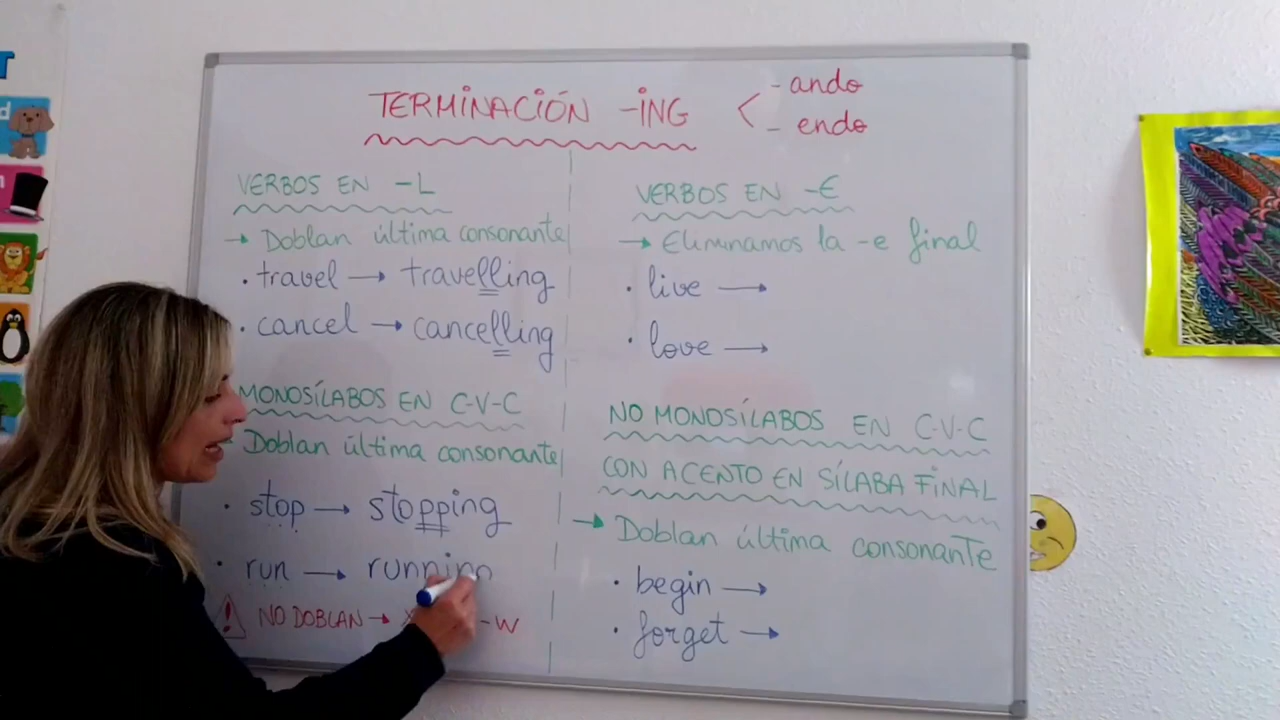 TERMINACIÓN -ING < - ando
- endo
VERBOS EN -L
→ Doblan última consonante
· travel → travelling
· cancel → cancelling
VERBOS EN -E
→ Eliminamos la -e final
· live →
· love →
MONOSÍLABOS EN C-V-C
Doblan última consonante
· stop → stopping
· run → runnin
! NO DOBLAN → -W
NO MONOSÍLABOS EN C-V-C
CON ACENTO EN SÍLABA FINAL
→ Doblan última consonante
· begin →
· forget →